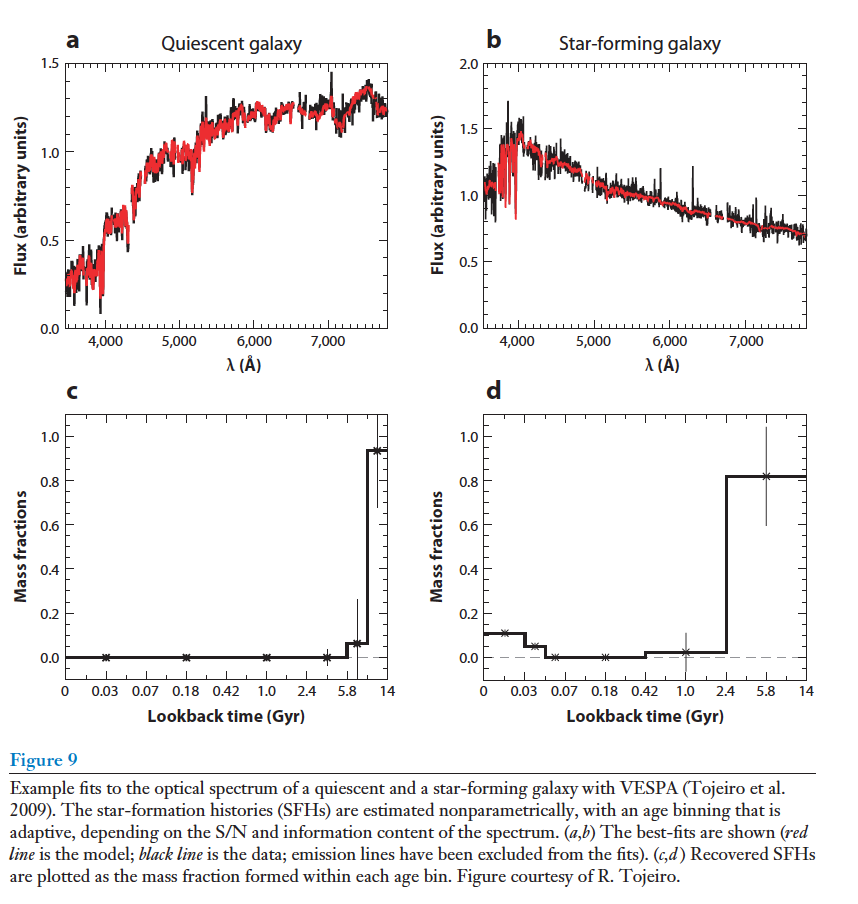 a
Quiescent galaxy
b
Star-forming galaxy
1.5
1.0
0.5
0.0
Flux (arbitrary units)
4,000 5,000 6,000 7,000
λ (Å)
2.0
1.5
1.0
0.5
0.0
Flux (arbitrary units)
4,000 5,000 6,000 7,000
λ (Å)
c
1.0
0.8
0.6
0.4
0.2
0.0
Mass fractions
0 0.03 0.07 0.18 0.42 1.0 2.4 5.8 14
Lookback time (Gyr)
d
1.0
0.8
0.6
0.4
0.2
0.0
Mass fractions
0 0.03 0.07 0.18 0.42 1.0 2.4 5.8 14
Lookback time (Gyr)
Figure 9
Example fits to the optical spectrum of a quiescent and a star-forming galaxy with VESPA (Tojeiro et al.
2009). The star-formation histories (SFHs) are estimated nonparametrically, with an age binning that is
adaptive, depending on the S/N and information content of the spectrum. (a,b) The best-fits are shown (red
line is the model; black line is the data; emission lines have been excluded from the fits). (c,d) Recovered SFHs
are plotted as the mass fraction formed within each age bin. Figure courtesy of R. Tojeiro.